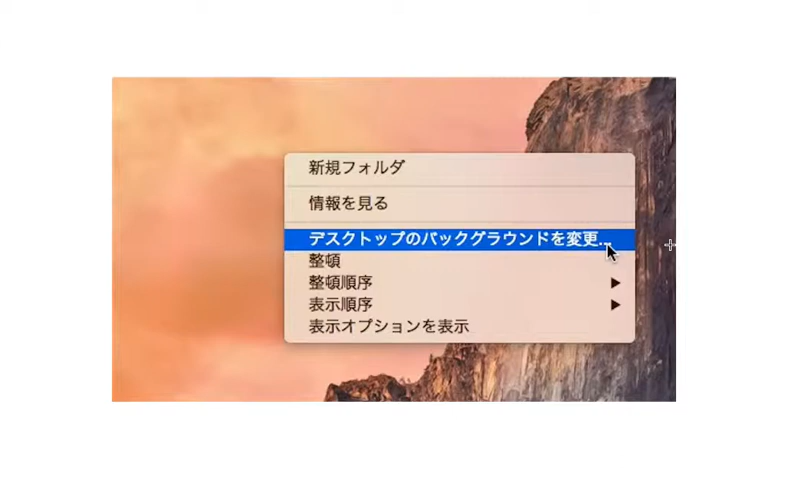 新規フォルダ
情報を見る
デスクトップのバックグラウンドを変更...
整頓
整頓順序
表示順序
表示オプションを表示